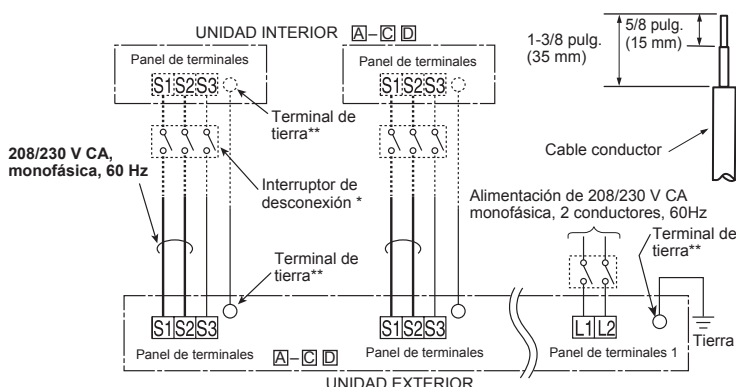 UNIDAD INTERIOR A–C D
Panel de terminales
S1 S2 S3
Panel de terminales
S1 S2 S3
1-3/8 pulg.
(35 mm)
5/8 pulg.
(15 mm)
Terminal de
tierra**
208/230 V CA,
monofásica, 60 Hz
Interruptor de
desconexión *
Cable conductor
Alimentación de 208/230 V CA
monofásica, 2 conductores, 60Hz
Terminal de
tierra**
Terminal de
tierra**
S1 S2 S3
S1 S2 S3
L1 L2
Tierra
Panel de terminales
A–C D
Panel de terminales
Panel de terminales 1
UNIDAD EXTERIOR